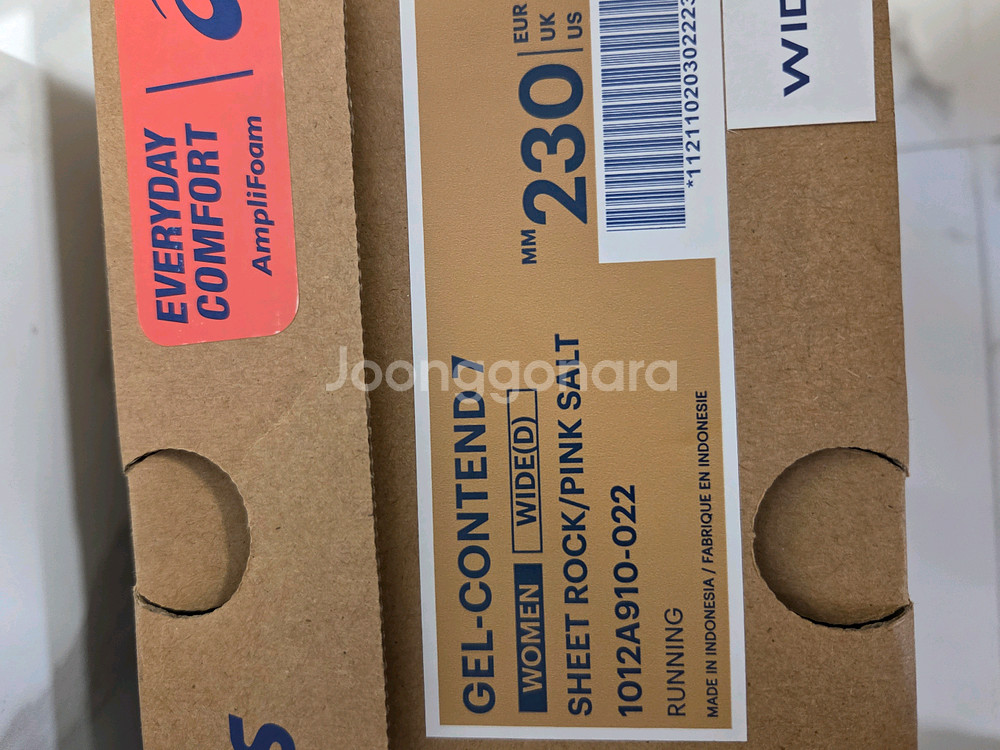 EVERYDAY
COMFORT
AmpliFoam
GEL-CONTEND 7
WOMEN WIDE(D)
SHEET ROCK/PINK SALT
1012A910-022
RUNNING
MADE IN INDONESIA / FABRIQUE EN INDONESIE
MM 230
EUR
UK
US
WID
Joonggonara